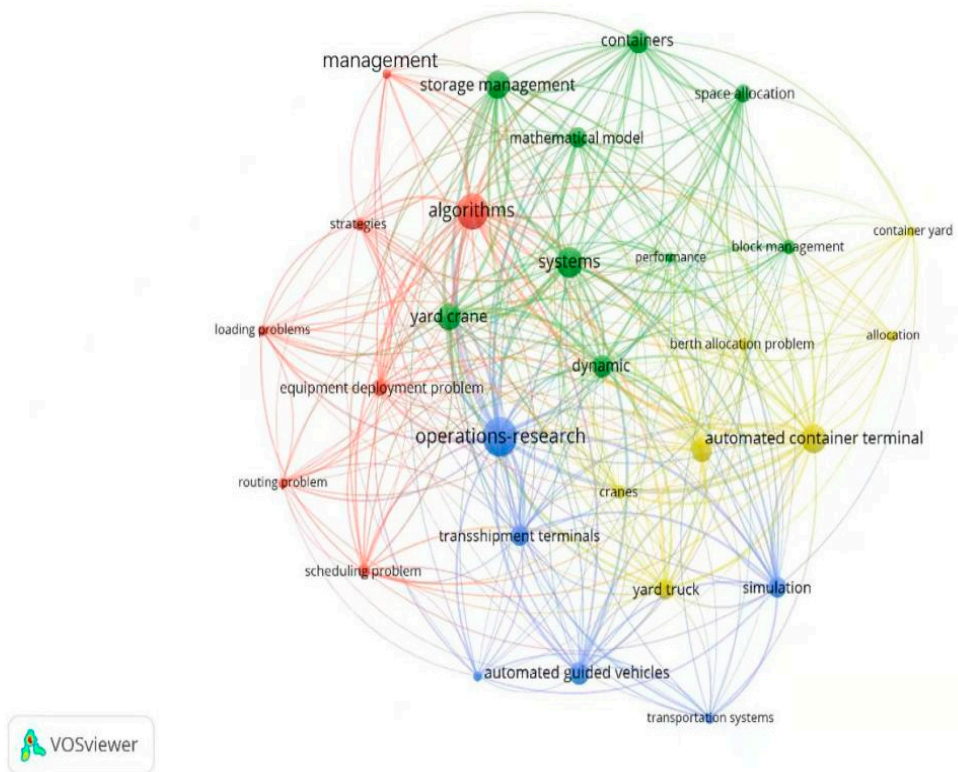 containers
management
storage management
space allocation
mathematical model
algorithms
strategies
container yard
block management
performance
systems
yard crane
loading problems
allocation
berth allocation problem
dynamic
equipment deployment problem
operations-research
automated container terminal
routing problem
cranes
transshipment terminals
scheduling problem
yard truck
simulation
automated guided vehicles
transportation systems
VOSviewer